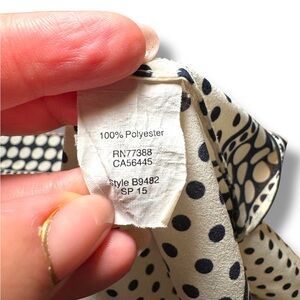 100% Polyester
RN77388
CA56445
Style B9482
SP 15